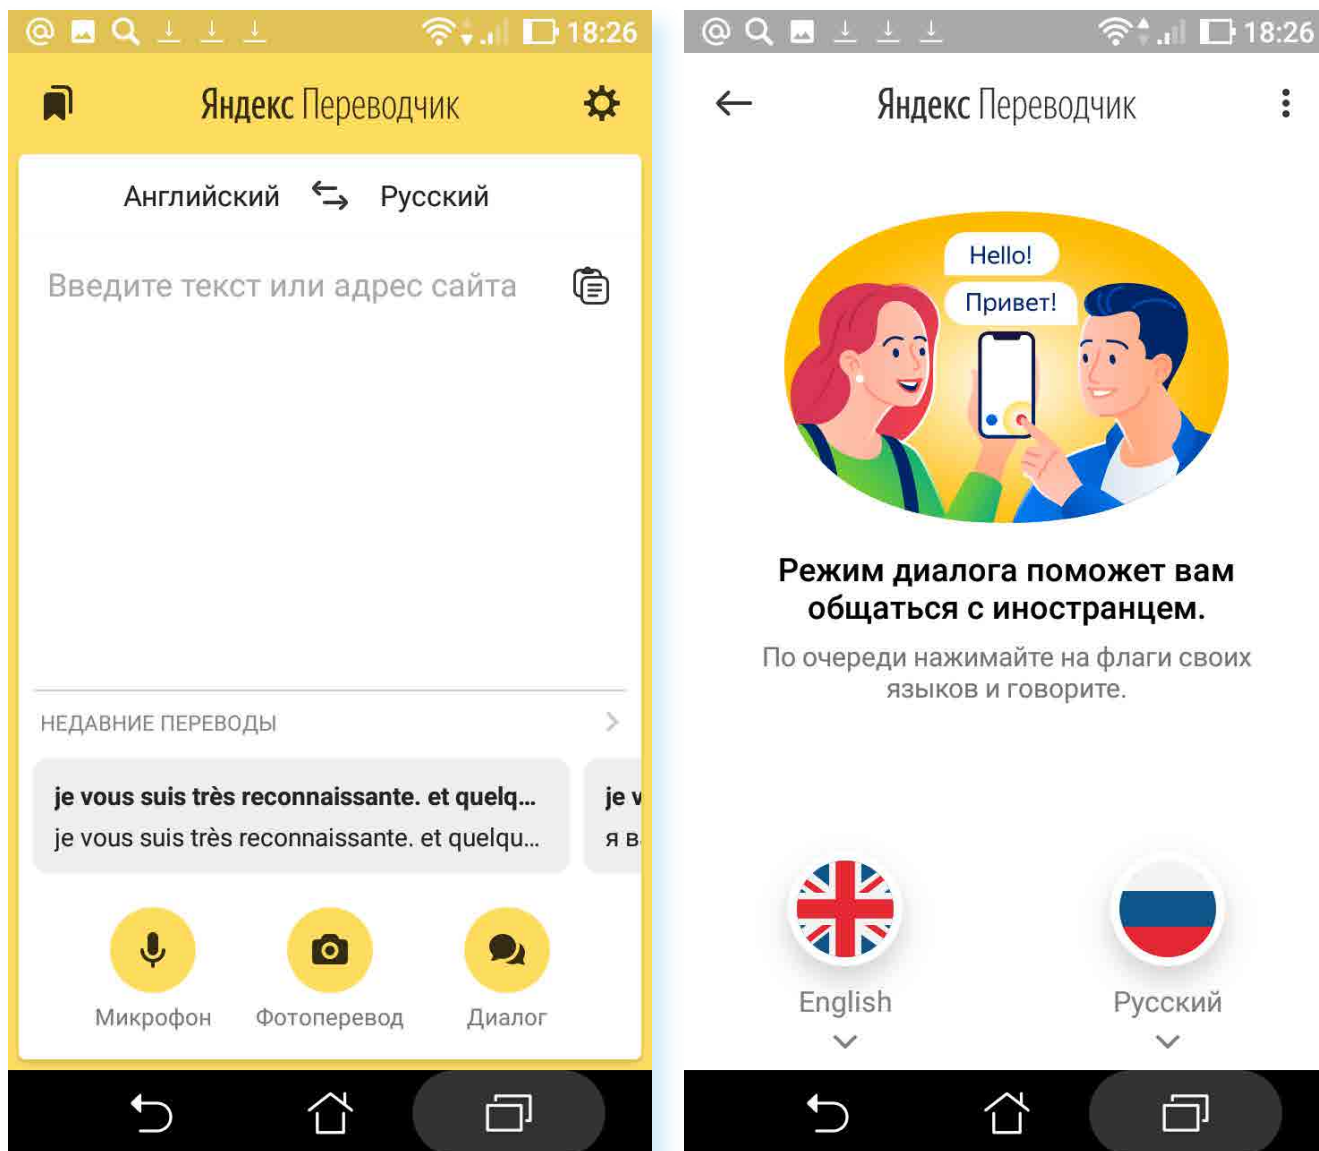 18:26
Яндекс Переводчик
Английский Русский
Введите текст или адрес сайта
НЕДАВНИЕ ПЕРЕВОДЫ
je vous suis très reconnaissante. et quelq...
je vous suis très reconnaissante. et quelqu...
je v
я в
Микрофон Фотоперевод Диалог
18:26
Яндекс Переводчик
Hello!
Привет!
Режим диалога поможет вам
общаться с иностранцем.
По очереди нажимайте на флаги своих
языков и говорите.
English Русский